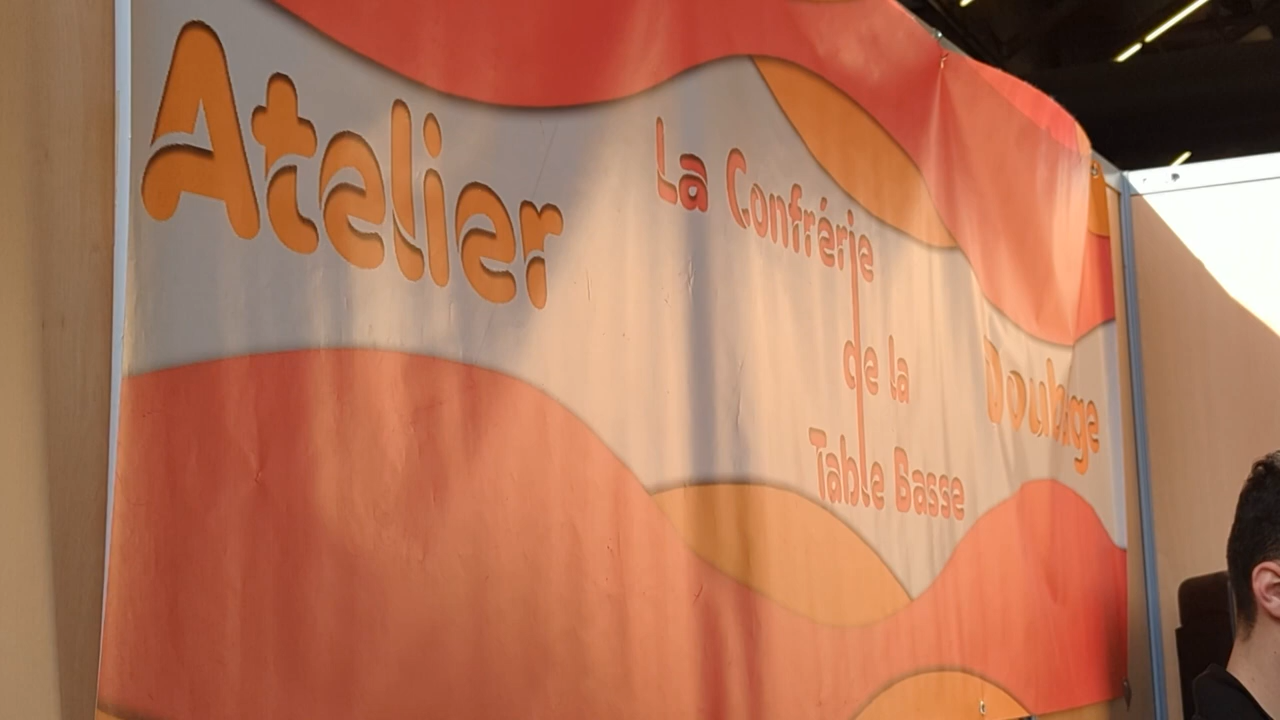 Atelier
La Confrérie
de la
Table Basse
Doublage